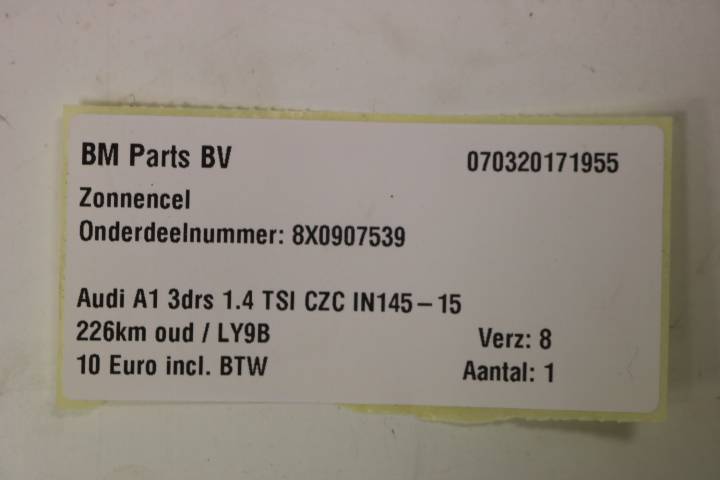 BM Parts BV 070320171955
Zonnencel
Onderdeelnummer: 8X0907539
Audi A1 3drs 1.4 TSI CZC IN145-15
226km oud / LY9B Verz: 8
10 Euro incl. BTW Aantal: 1